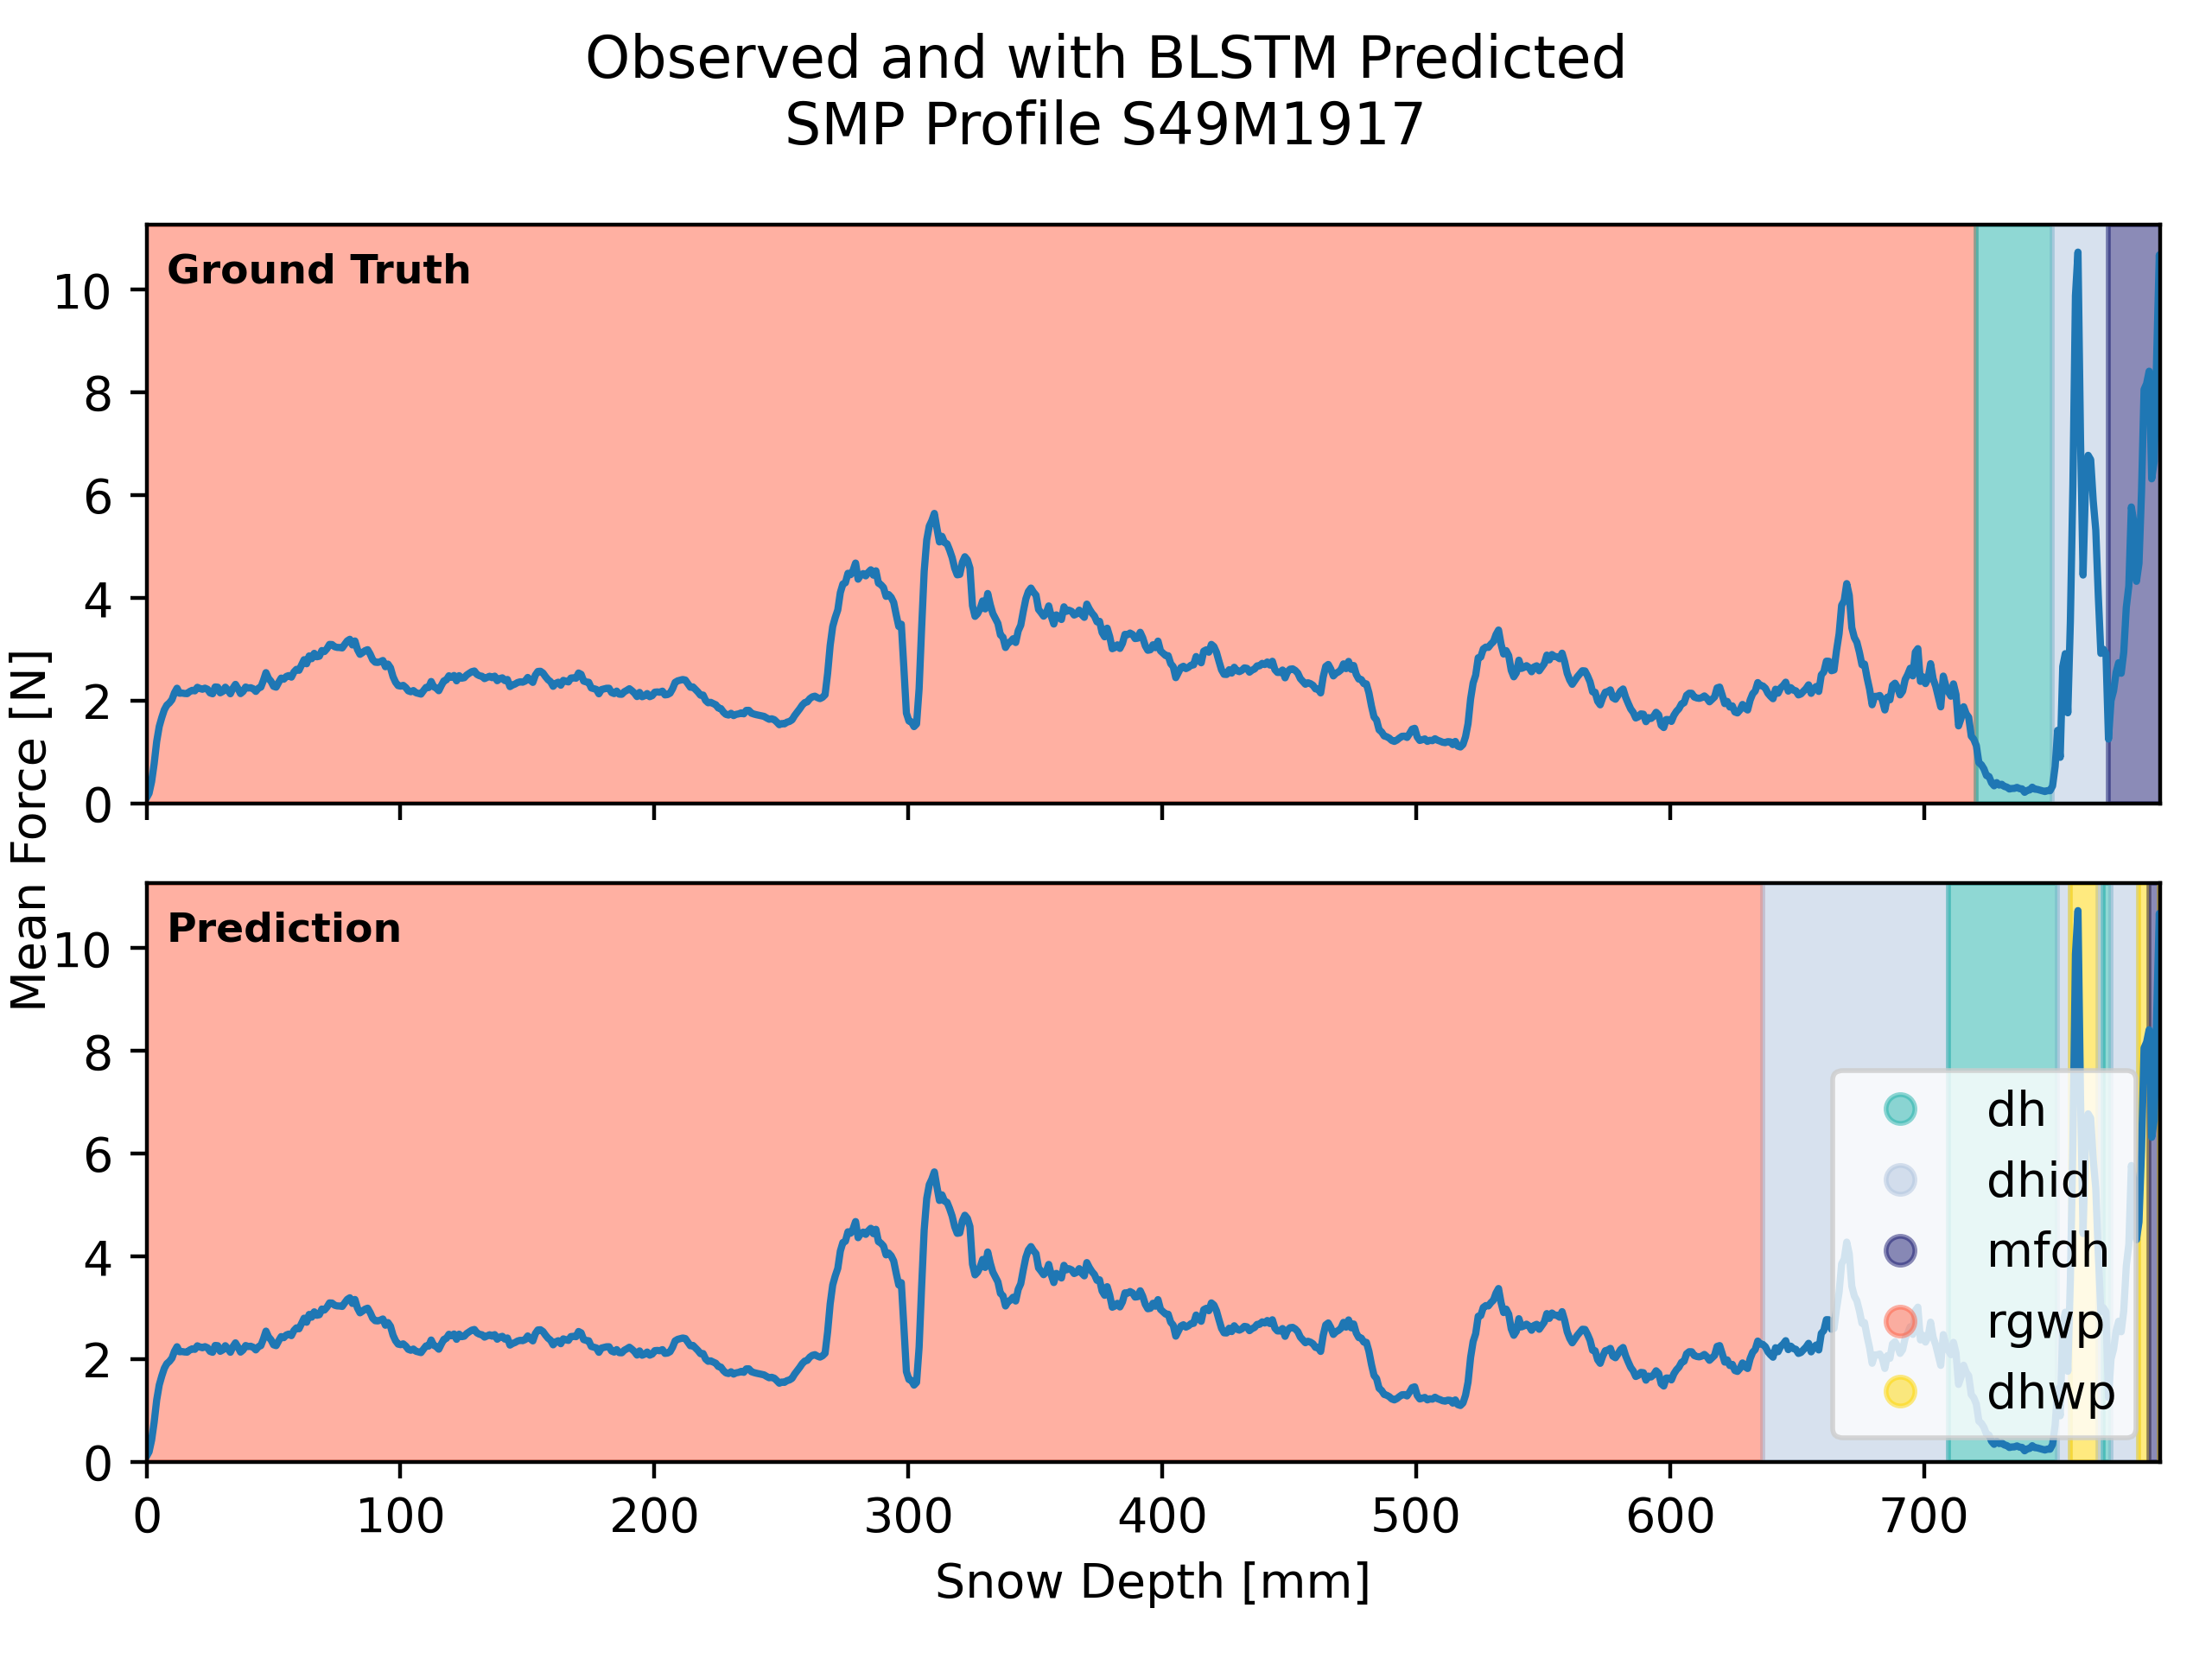 Observed and with BLSTM Predicted
SMP Profile S49M1917
Ground Truth
10
8
6
4
2
0
Mean Force [N]
Prediction
10
8
6
4
2
0
dh
dhid
mfdh
rgwp
dhwp
0 100 200 300 400 500 600 700
Snow Depth [mm]